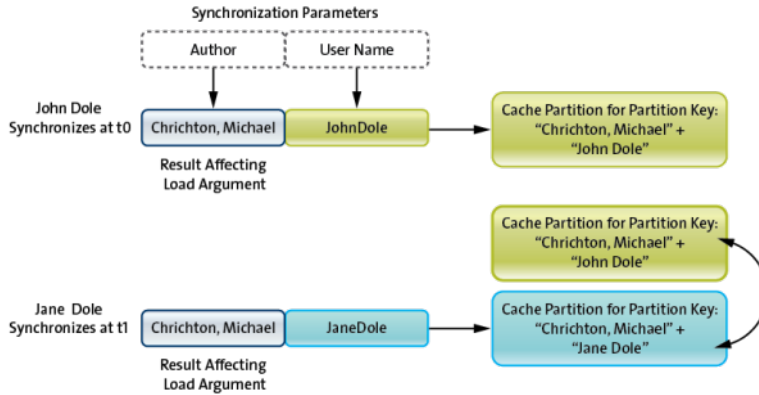 Synchronization Parameters
Author
User Name
John Dole
Synchronizes at t0
Chrichton, Michael
JohnDole
Cache Partition for Partition Key:
“Chrichton, Michael” +
“John Dole”
Result Affecting
Load Argument
Cache Partition for Partition Key:
“Chrichton, Michael” +
“John Dole”
Jane Dole
Synchronizes at t1
Chrichton, Michael
JaneDole
Cache Partition for Partition Key:
“Chrichton, Michael” +
“Jane Dole”
Result Affecting
Load Argument